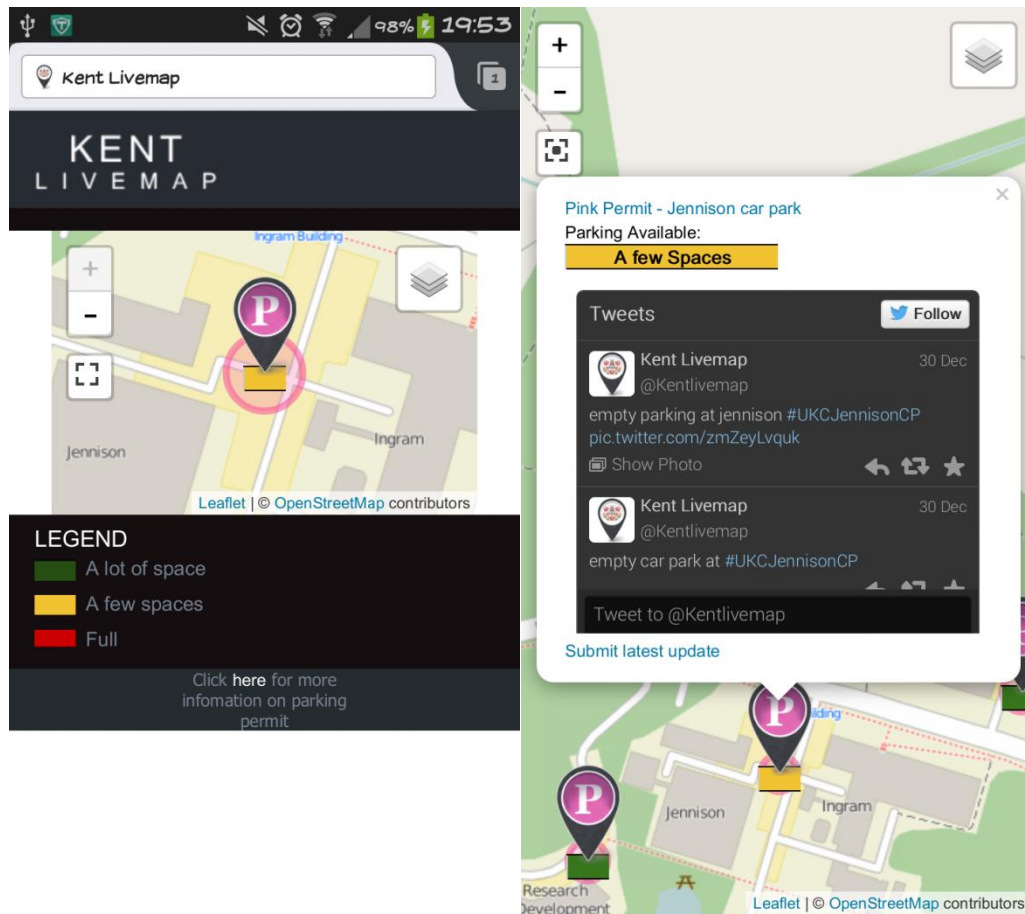 98% 19:53
Kent Livemap
1
KENT
LIVEMAP
Ingram Building
+
-
P
Jennison
Ingram
Leaflet | © OpenStreetMap contributors
LEGEND
A lot of space
A few spaces
Full
Click here for more
infomation on parking
permit
+
-
×
Pink Permit - Jennison car park
Parking Available:
A few Spaces
Tweets
Follow
Kent Livemap 30 Dec
@Kentlivemap
empty parking at jennison #UKCJennisonCP
pic.twitter.com/zmZeyLvquk
Show Photo
Kent Livemap 30 Dec
@Kentlivemap
empty car park at #UKCJennisonCP
Tweet to @Kentlivemap
Submit latest update
P
ilding
P
Jennison
Ingram
Research
Development
Leaflet | © OpenStreetMap contributors